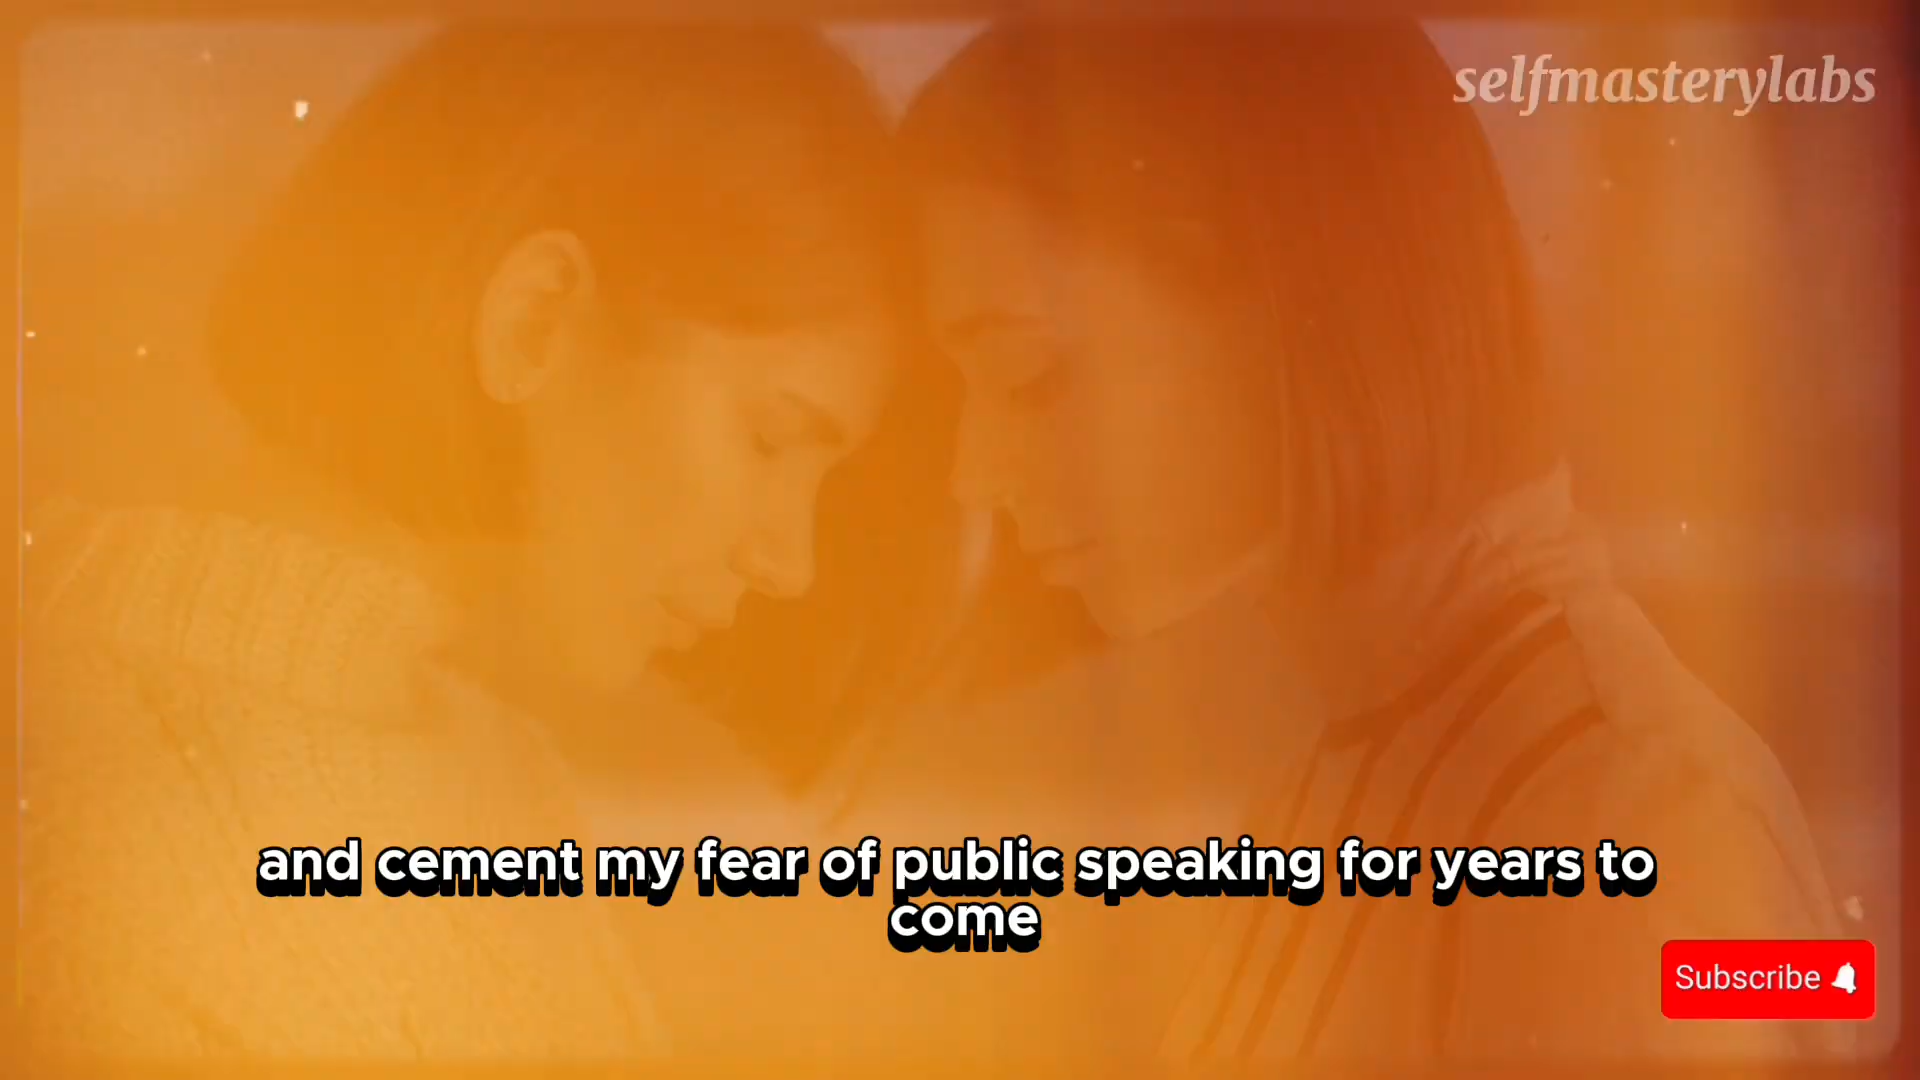 selfmasterylabs
and cement my fear of public speaking for years to
come
Subscribe